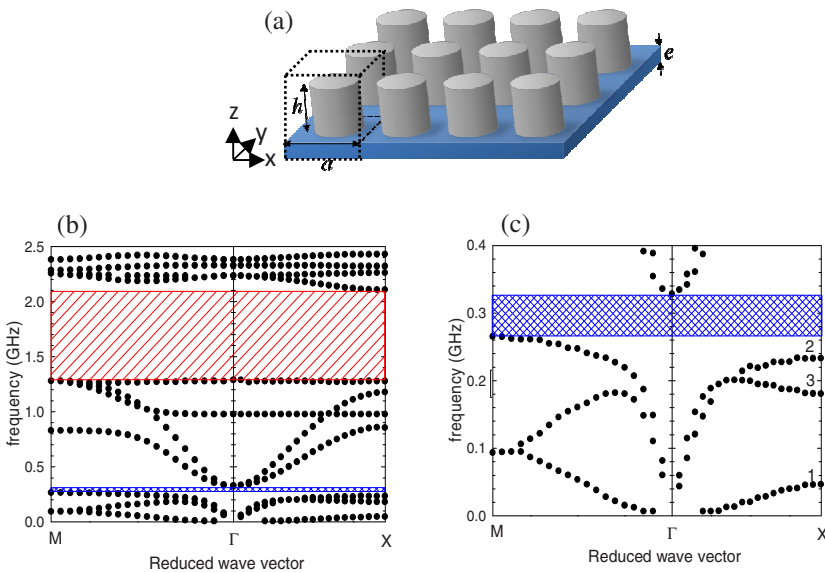 (a)
h
e
z
y
x
a
(b)
(c)
2.5
2.0
1.5
1.0
0.5
0.0
frequency (GHz)
M
Γ
X
Reduced wave vector
0.4
0.3
0.2
0.1
0.0
frequency (GHz)
2
3
1
M
Γ
X
Reduced wave vector